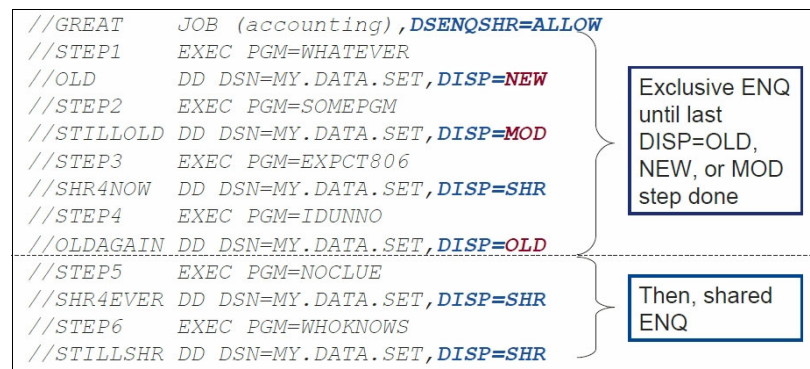 //GREAT JOB (accounting),DSENQSHR=ALLOW
//STEP1 EXEC PGM=WHATEVER
//OLD DD DSN=MY.DATA.SET,DISP=NEW
//STEP2 EXEC PGM=SOMEPGM
//STILLOLD DD DSN=MY.DATA.SET,DISP=MOD
//STEP3 EXEC PGM=EXPCT806
//SHR4NOW DD DSN=MY.DATA.SET,DISP=SHR
//STEP4 EXEC PGM=IDUNNO
//OLDAGAIN DD DSN=MY.DATA.SET,DISP=OLD
Exclusive ENQ
until last
DISP=OLD,
NEW, or MOD
step done
//STEP5 EXEC PGM=NOCLUE
//SHR4EVER DD DSN=MY.DATA.SET,DISP=SHR
//STEP6 EXEC PGM=WHOKNOWS
//STILLSHR DD DSN=MY.DATA.SET,DISP=SHR
Then, shared
ENQ